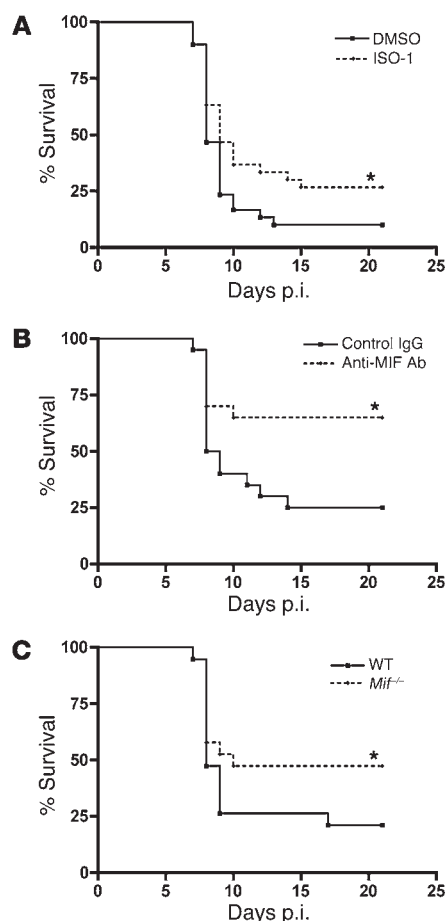 A
DMSO
ISO-1
% Survival
100
75
50
25
0
*
0 5 10 15 20 25
Days p.i.
B
Control IgG
Anti-MIF Ab
% Survival
100
75
50
25
0
*
0 5 10 15 20 25
Days p.i.
C
WT
Mif−/−
% Survival
100
75
50
25
0
*
0 5 10 15 20 25
Days p.i.